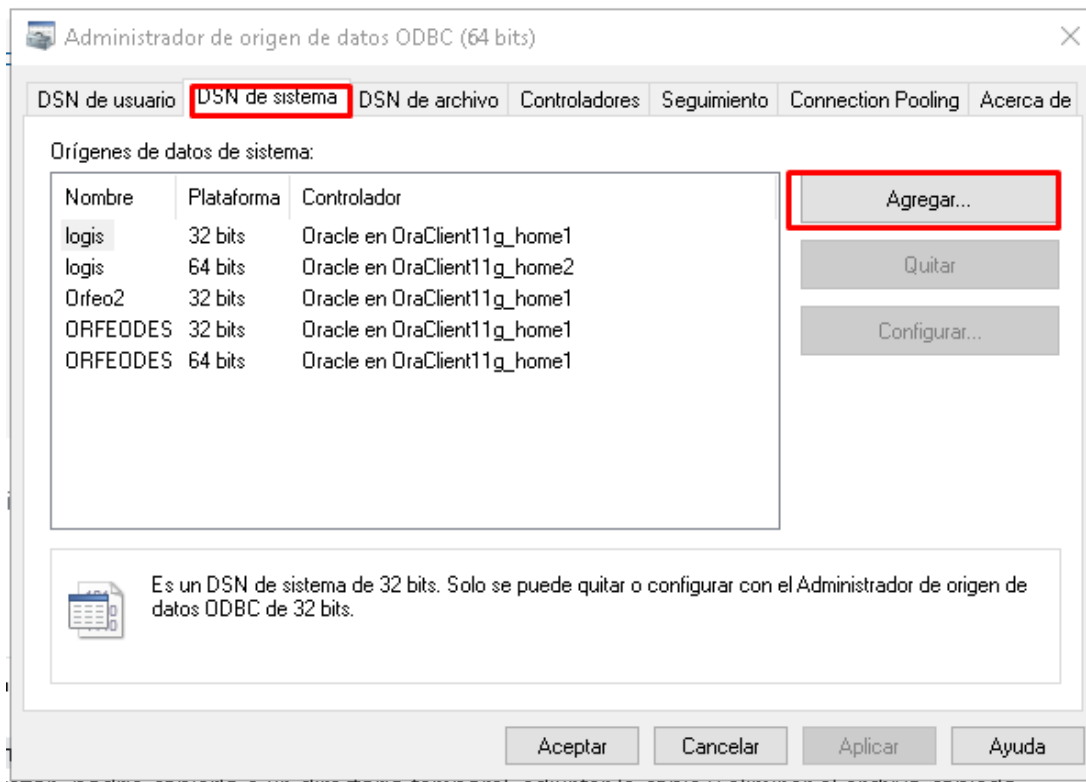 Administrador de origen de datos ODBC (64 bits)
DSN de usuario DSN de sistema DSN de archivo Controladores Seguimiento Connection Pooling Acerca de
Orígenes de datos de sistema:
Nombre Plataforma Controlador
logis 32 bits Oracle en OraClient11g_home1
logis 64 bits Oracle en OraClient11g_home2
Orfeo2 32 bits Oracle en OraClient11g_home1
ORFEODES 32 bits Oracle en OraClient11g_home1
ORFEODES 64 bits Oracle en OraClient11g_home1
Agregar...
Quitar
Configurar...
Es un DSN de sistema de 32 bits. Solo se puede quitar o configurar con el Administrador de origen de
datos ODBC de 32 bits.
Aceptar Cancelar Aplicar Ayuda